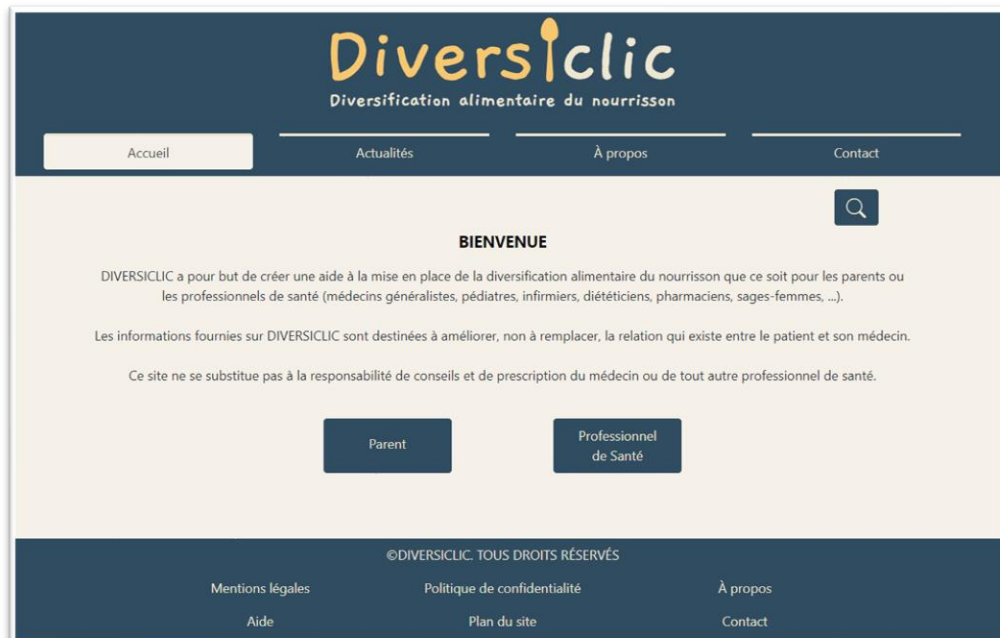 Diversiclic
Diversification alimentaire du nourrisson
Accueil
Actualités
À propos
Contact
BIENVENUE
DIVERSICLIC a pour but de créer une aide à la mise en place de la diversification alimentaire du nourrisson que ce soit pour les parents ou
les professionnels de santé (médecins généralistes, pédiatres, infirmiers, diététiciens, pharmaciens, sages-femmes, ...).
Les informations fournies sur DIVERSICLIC sont destinées à améliorer, non à remplacer, la relation qui existe entre le patient et son médecin.
Ce site ne se substitue pas à la responsabilité de conseils et de prescription du médecin ou de tout autre professionnel de santé.
Parent
Professionnel
de Santé
©DIVERSICLIC. TOUS DROITS RÉSERVÉS
Mentions légales
Politique de confidentialité
À propos
Aide
Plan du site
Contact